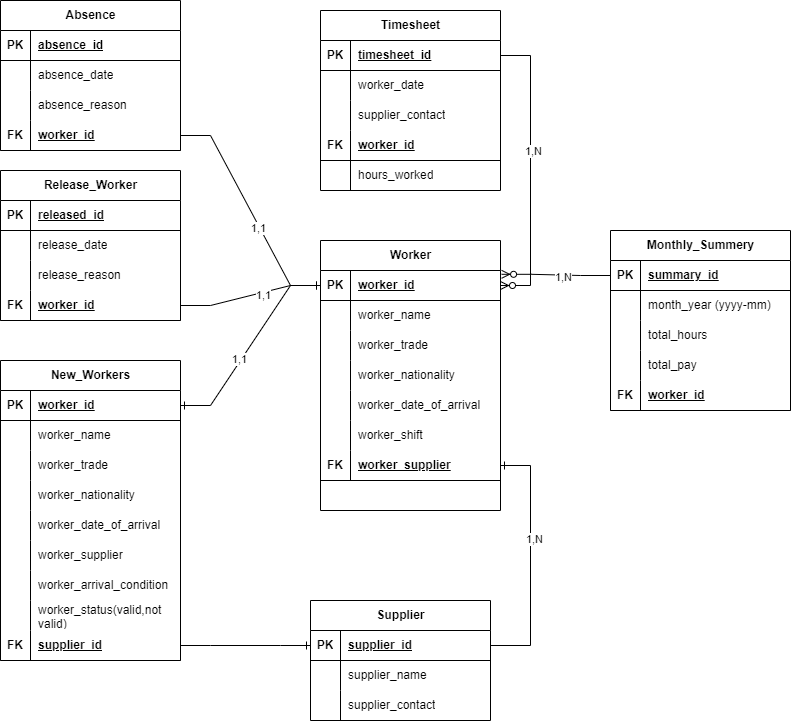 Absence
PK absence_id
absence_date
absence_reason
FK worker_id
Release_Worker
PK released_id
release_date
release_reason
FK worker_id
New_Workers
PK worker_id
worker_name
worker_trade
worker_nationality
worker_date_of_arrival
worker_supplier
worker_arrival_condition
worker_status(valid,not
valid)
FK supplier_id
1,1
1,1
1,1
Timesheet
PK timesheet_id
worker_date
supplier_contact
FK worker_id
hours_worked
1,N
Worker
PK worker_id
worker_name
worker_trade
worker_nationality
worker_date_of_arrival
worker_shift
FK worker_supplier
1,N
1,N
Supplier
PK supplier_id
supplier_name
supplier_contact
Monthly_Summery
PK summary_id
month_year (yyyy-mm)
total_hours
total_pay
FK worker_id